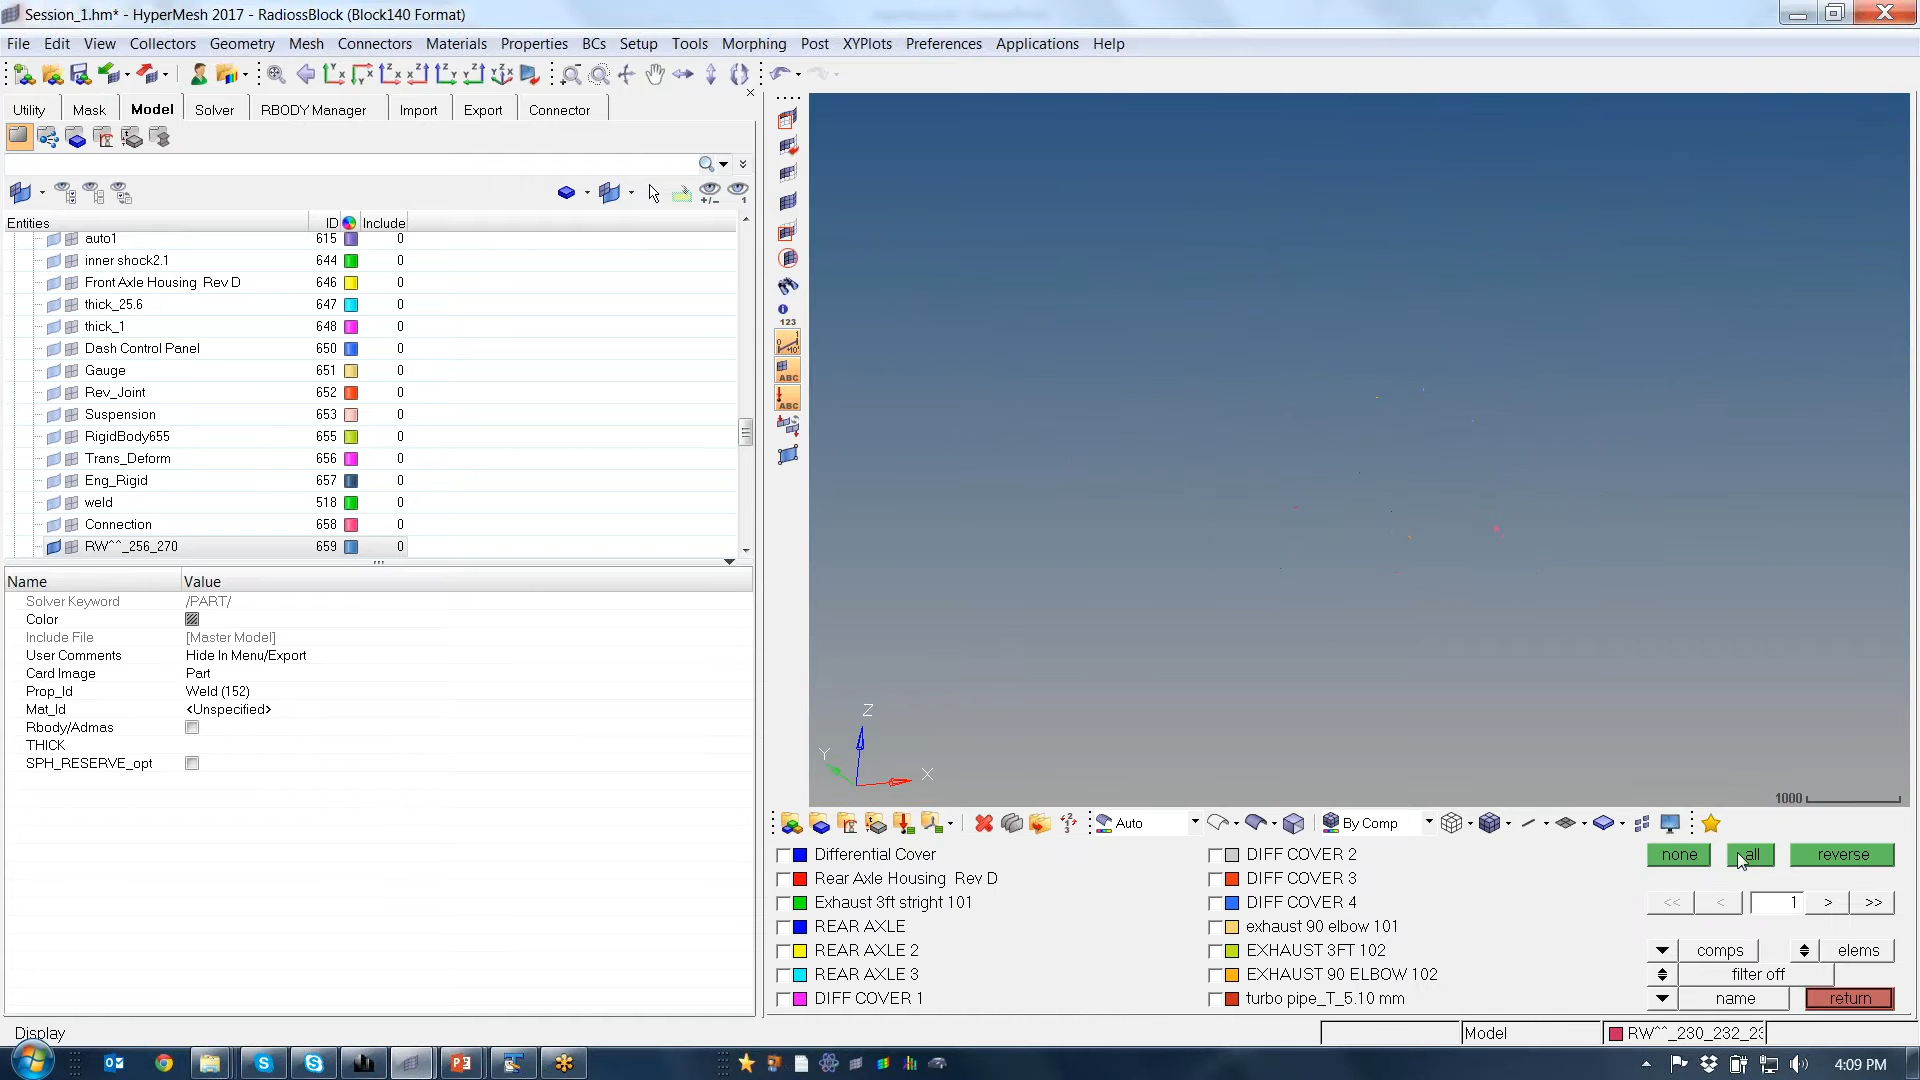 Session_1.hm* - HyperMesh 2017 - RadiossBlock (Block140 Format)
File Edit View Collectors Geometry Mesh Connectors Materials Properties BCs Setup Tools Morphing Post XYPlots Preferences Applications Help
Utility Mask Model Solver RBODY Manager Import Export Connector
Entities ID Include
auto1 615 0
inner shock2.1 644 0
Front Axle Housing Rev D 646 0
thick_25.6 647 0
thick_1 648 0
Dash Control Panel 650 0
Gauge 651 0
Rev_Joint 652 0
Suspension 653 0
RigidBody655 655 0
Trans_Deform 656 0
Eng_Rigid 657 0
weld 518 0
Connection 658 0
RW^^_256_270 659 0
Name Value
Solver Keyword /PART/
Color
Include File [Master Model]
User Comments Hide In Menu/Export
Card Image Part
Prop_Id Weld (152)
Mat_Id <Unspecified>
Rbody/Admas
THICK
SPH_RESERVE_opt
123
ABC
ABC
Z
Y
X
1000
Auto By Comp
Differential Cover DIFF COVER 2 none all reverse
Rear Axle Housing Rev D DIFF COVER 3
Exhaust 3ft stright 101 DIFF COVER 4 << < 1 > >>
REAR AXLE exhaust 90 elbow 101
REAR AXLE 2 EXHAUST 3FT 102 comps elems
REAR AXLE 3 EXHAUST 90 ELBOW 102 filter off
DIFF COVER 1 turbo pipe_T_5.10 mm name return
Display Model RW^^_230_232_23
4:09 PM